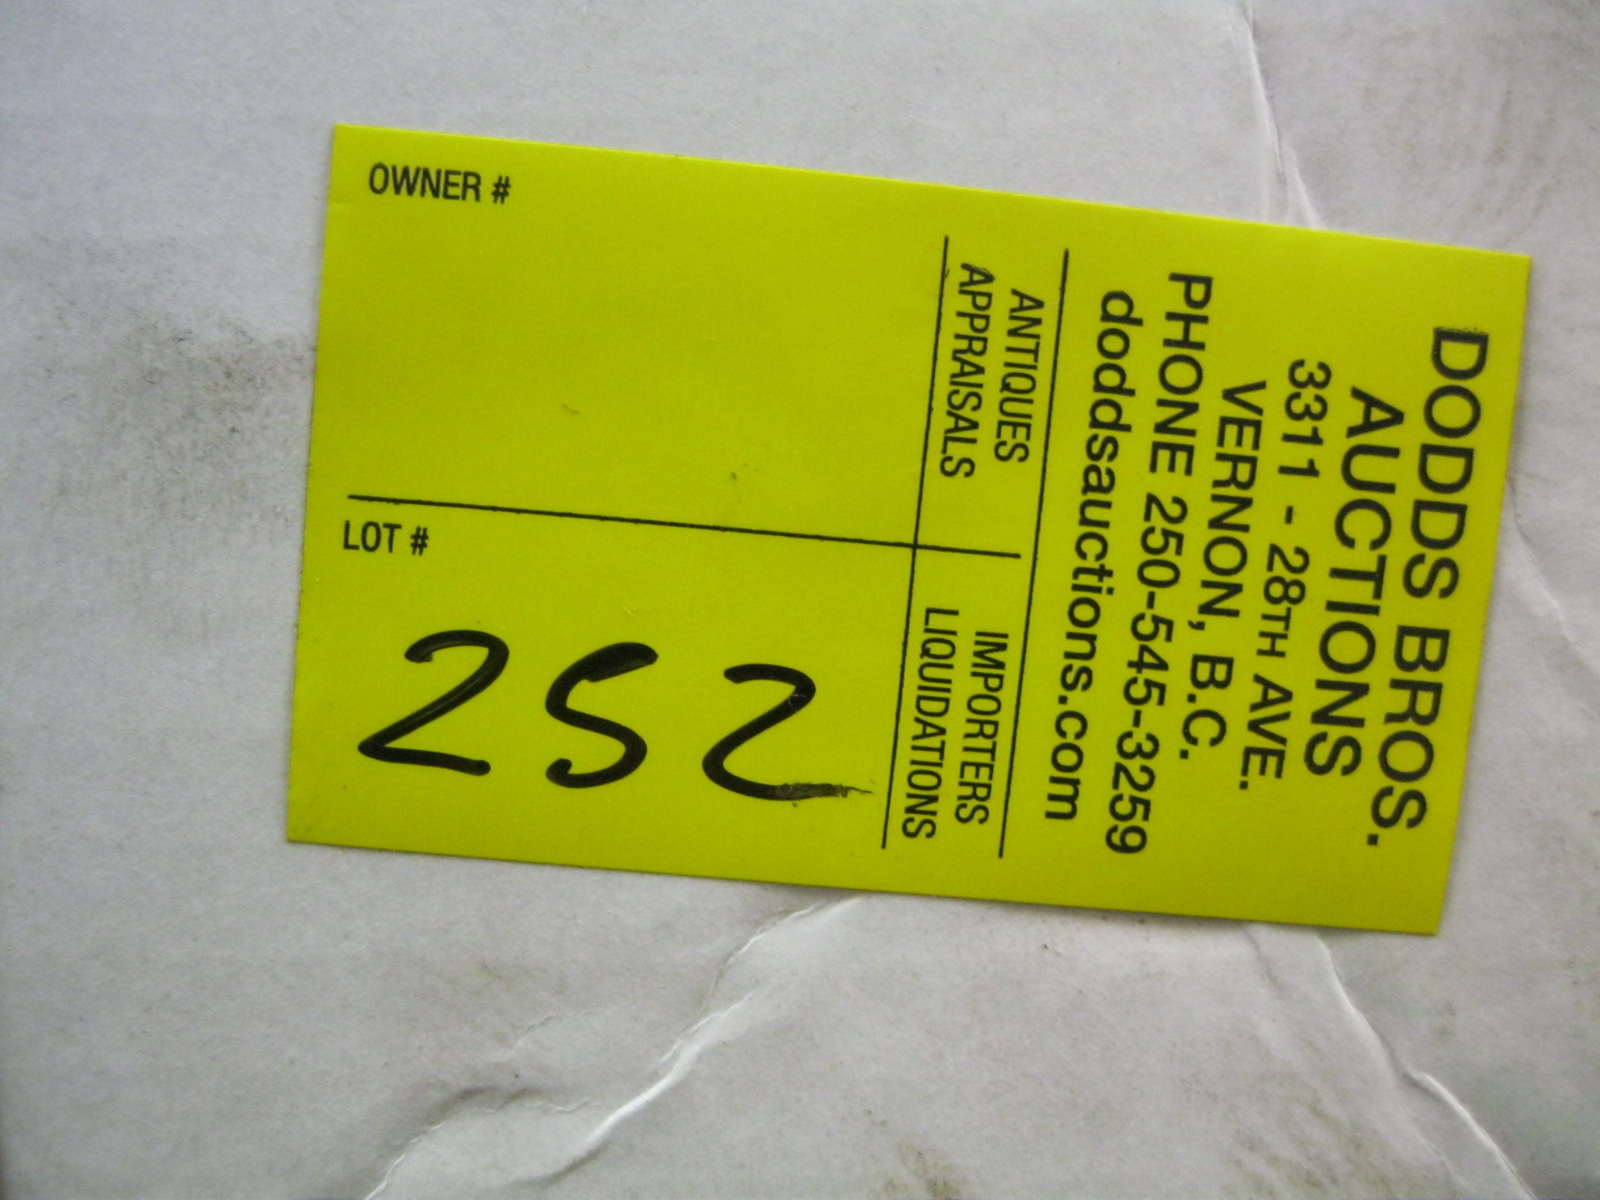 DODDS BROS.
AUCTIONS
3311 - 28TH AVE.
VERNON, B.C.
PHONE 250-545-3259
doddsauctions.com
ANTIQUES
APPRAISALS
IMPORTERS
LIQUIDATIONS
OWNER #
LOT #
252